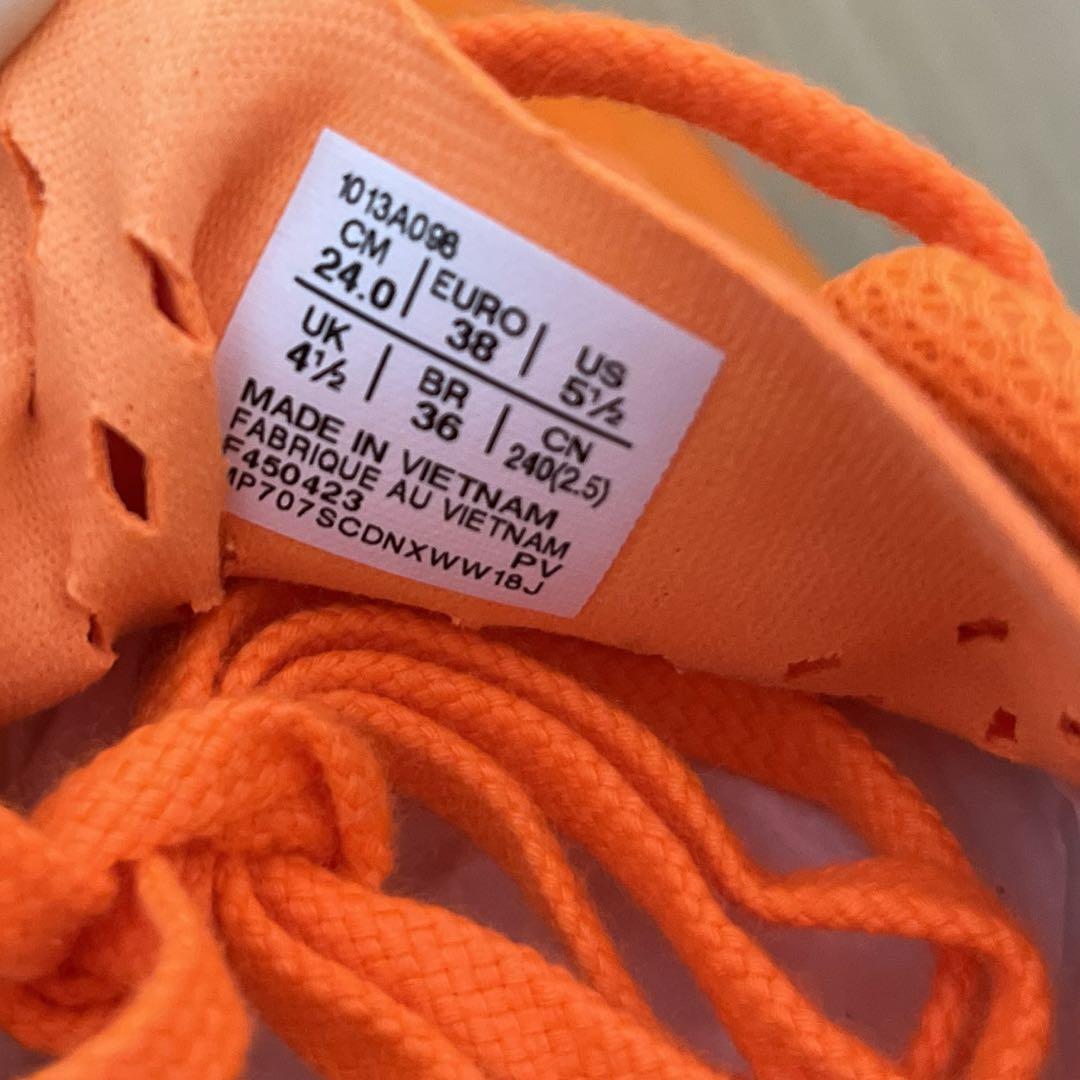 1013A098
CM EURO US
24.0 38 5½
UK BR CN
4½ 36 240(2.5)
MADE IN VIETNAM
FABRIQUE AU VIETNAM
F450423 PV
MP707SCDNXWW18J